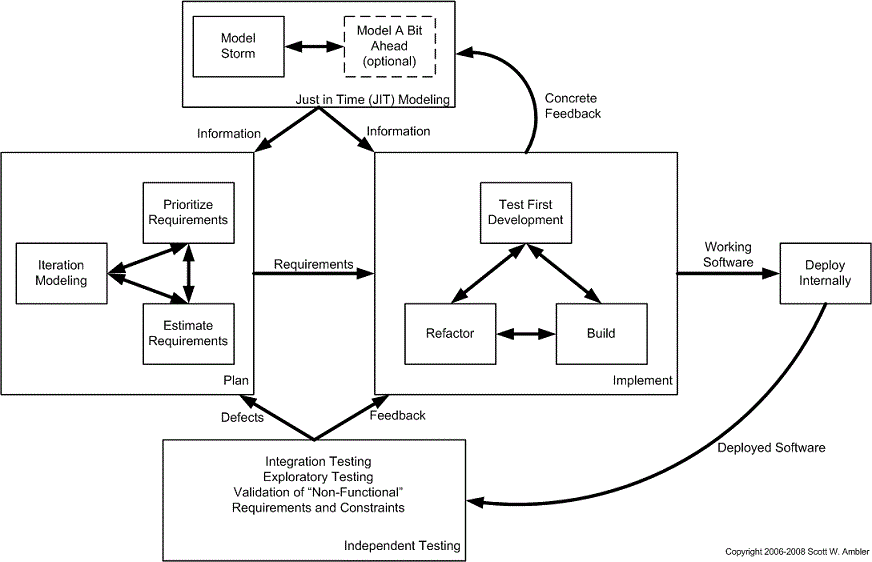 Model
Storm
Model A Bit
Ahead
(optional)
Just in Time (JIT) Modeling
Concrete
Feedback
Information
Information
Prioritize
Requirements
Iteration
Modeling
Estimate
Requirements
Plan
Requirements
Test First
Development
Refactor
Build
Implement
Working
Software
Deploy
Internally
Defects
Feedback
Deployed Software
Integration Testing
Exploratory Testing
Validation of “Non-Functional”
Requirements and Constraints
Independent Testing
Copyright 2006-2008 Scott W. Ambler